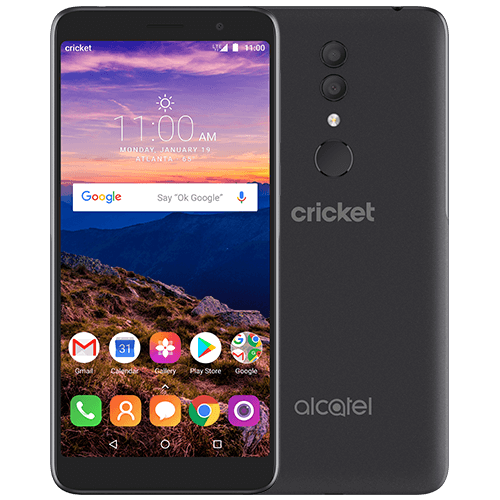 cricket
LTE 11:00
11:00 AM
MONDAY, JANUARY 19
ATLANTA 65°
Google
Say "Ok Google"
31
Gmail
Calendar
Gallery
Play Store
Google
cricket
alcatel